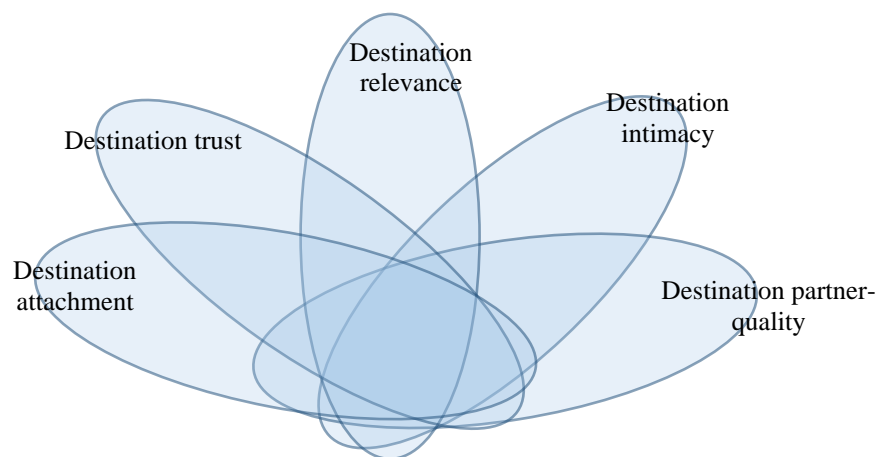 Destination
relevance
Destination
intimacy
Destination trust
Destination
attachment
Destination partner-
quality